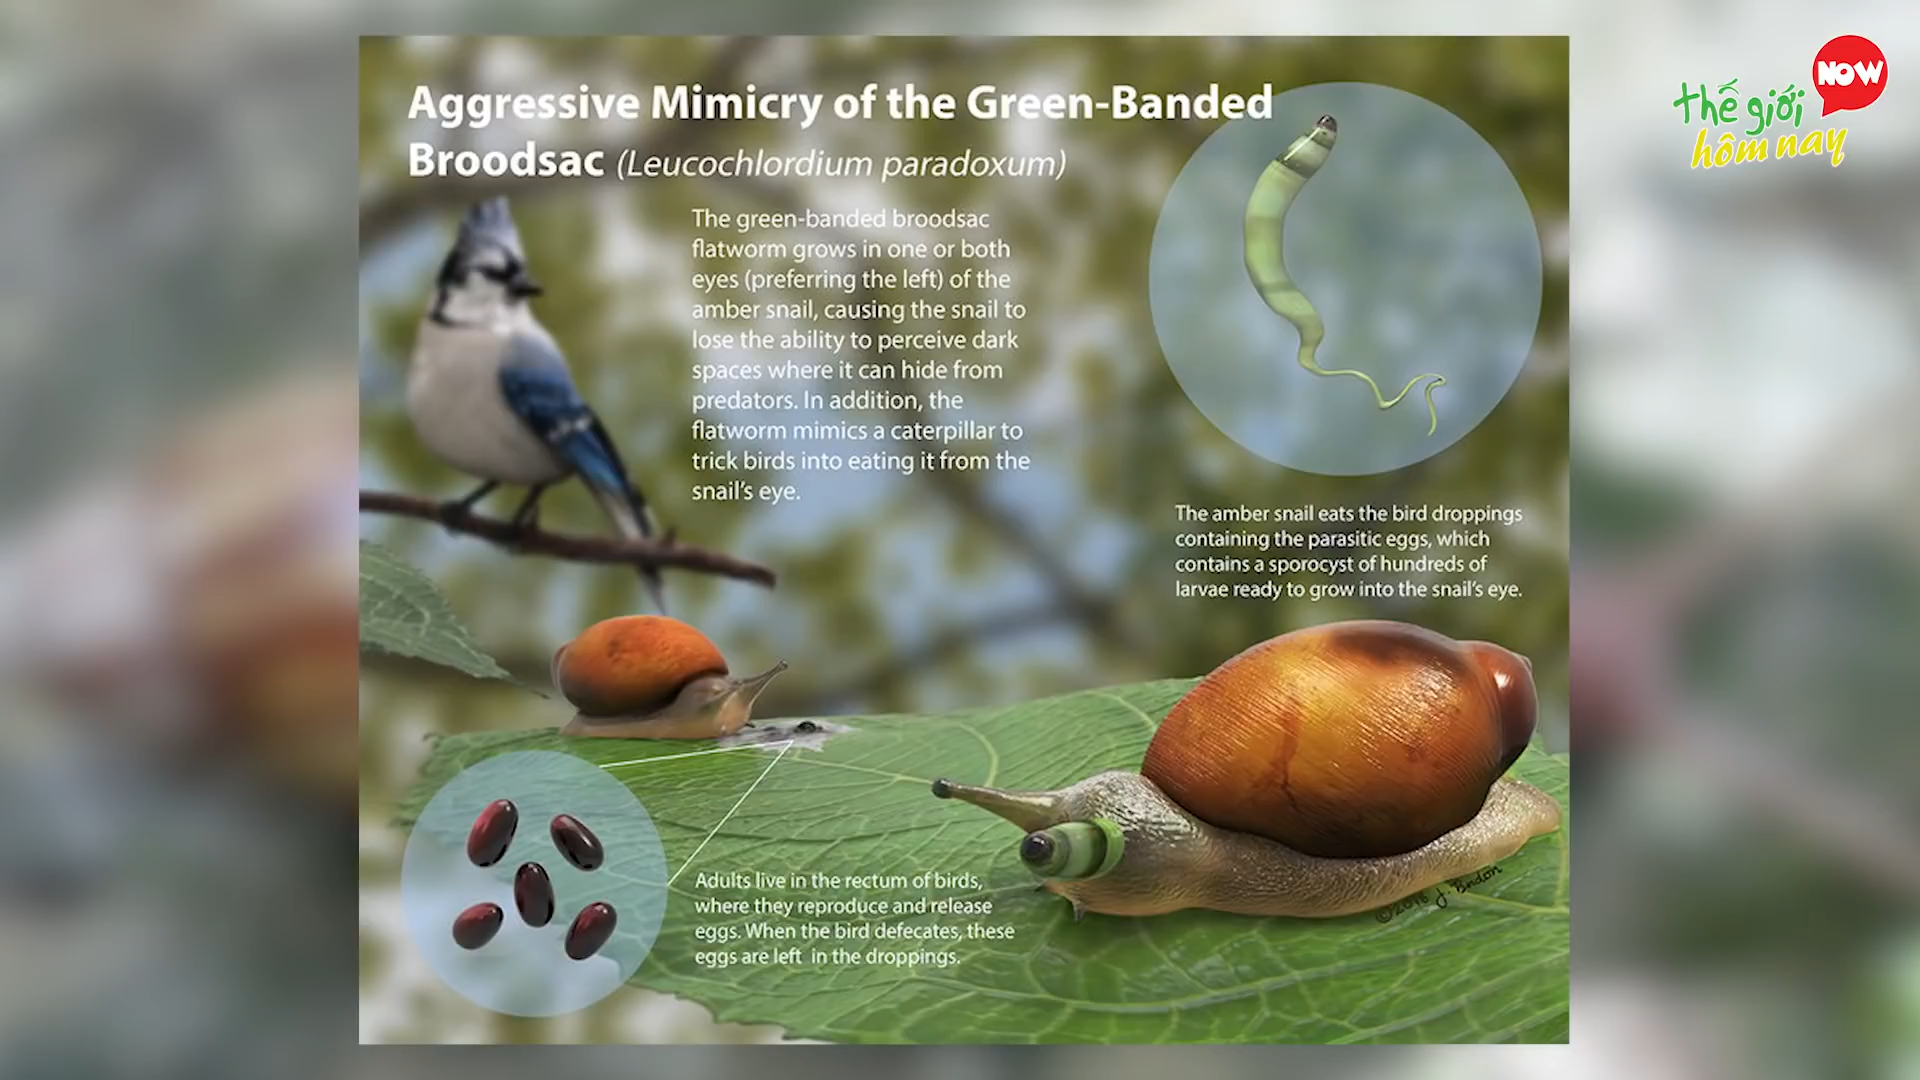 Aggressive Mimicry of the Green-Banded
Broodsac (Leucochlordium paradoxum)
The green-banded broodsac
flatworm grows in one or both
eyes (preferring the left) of the
amber snail, causing the snail to
lose the ability to perceive dark
spaces where it can hide from
predators. In addition, the
flatworm mimics a caterpillar to
trick birds into eating it from the
snail's eye.
The amber snail eats the bird droppings
containing the parasitic eggs, which
contains a sporocyst of hundreds of
larvae ready to grow into the snail's eye.
Adults live in the rectum of birds,
where they reproduce and release
eggs. When the bird defecates, these
eggs are left in the droppings.
thế giới
hôm nay
NOW